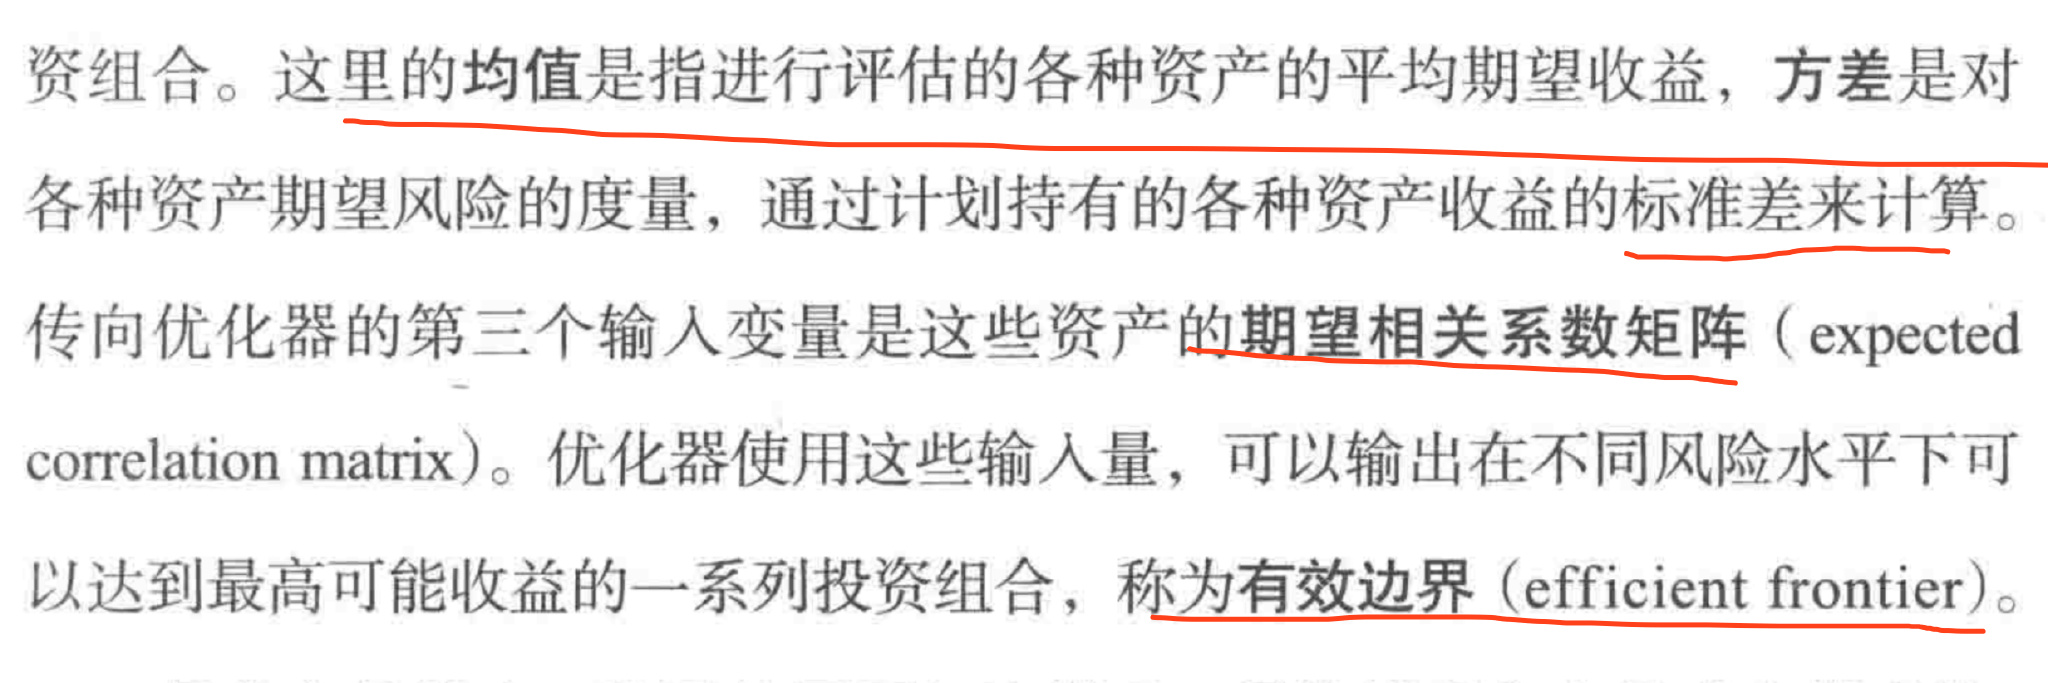 资组合。这里的均值是指进行评估的各种资产的平均期望收益，方差是对
各种资产期望风险的度量，通过计划持有的各种资产收益的标准差来计算。
传向优化器的第三个输入变量是这些资产的期望相关系数矩阵（expected
correlation matrix）。优化器使用这些输入量，可以输出在不同风险水平下可
以达到最高可能收益的一系列投资组合，称为有效边界（efficient frontier）。